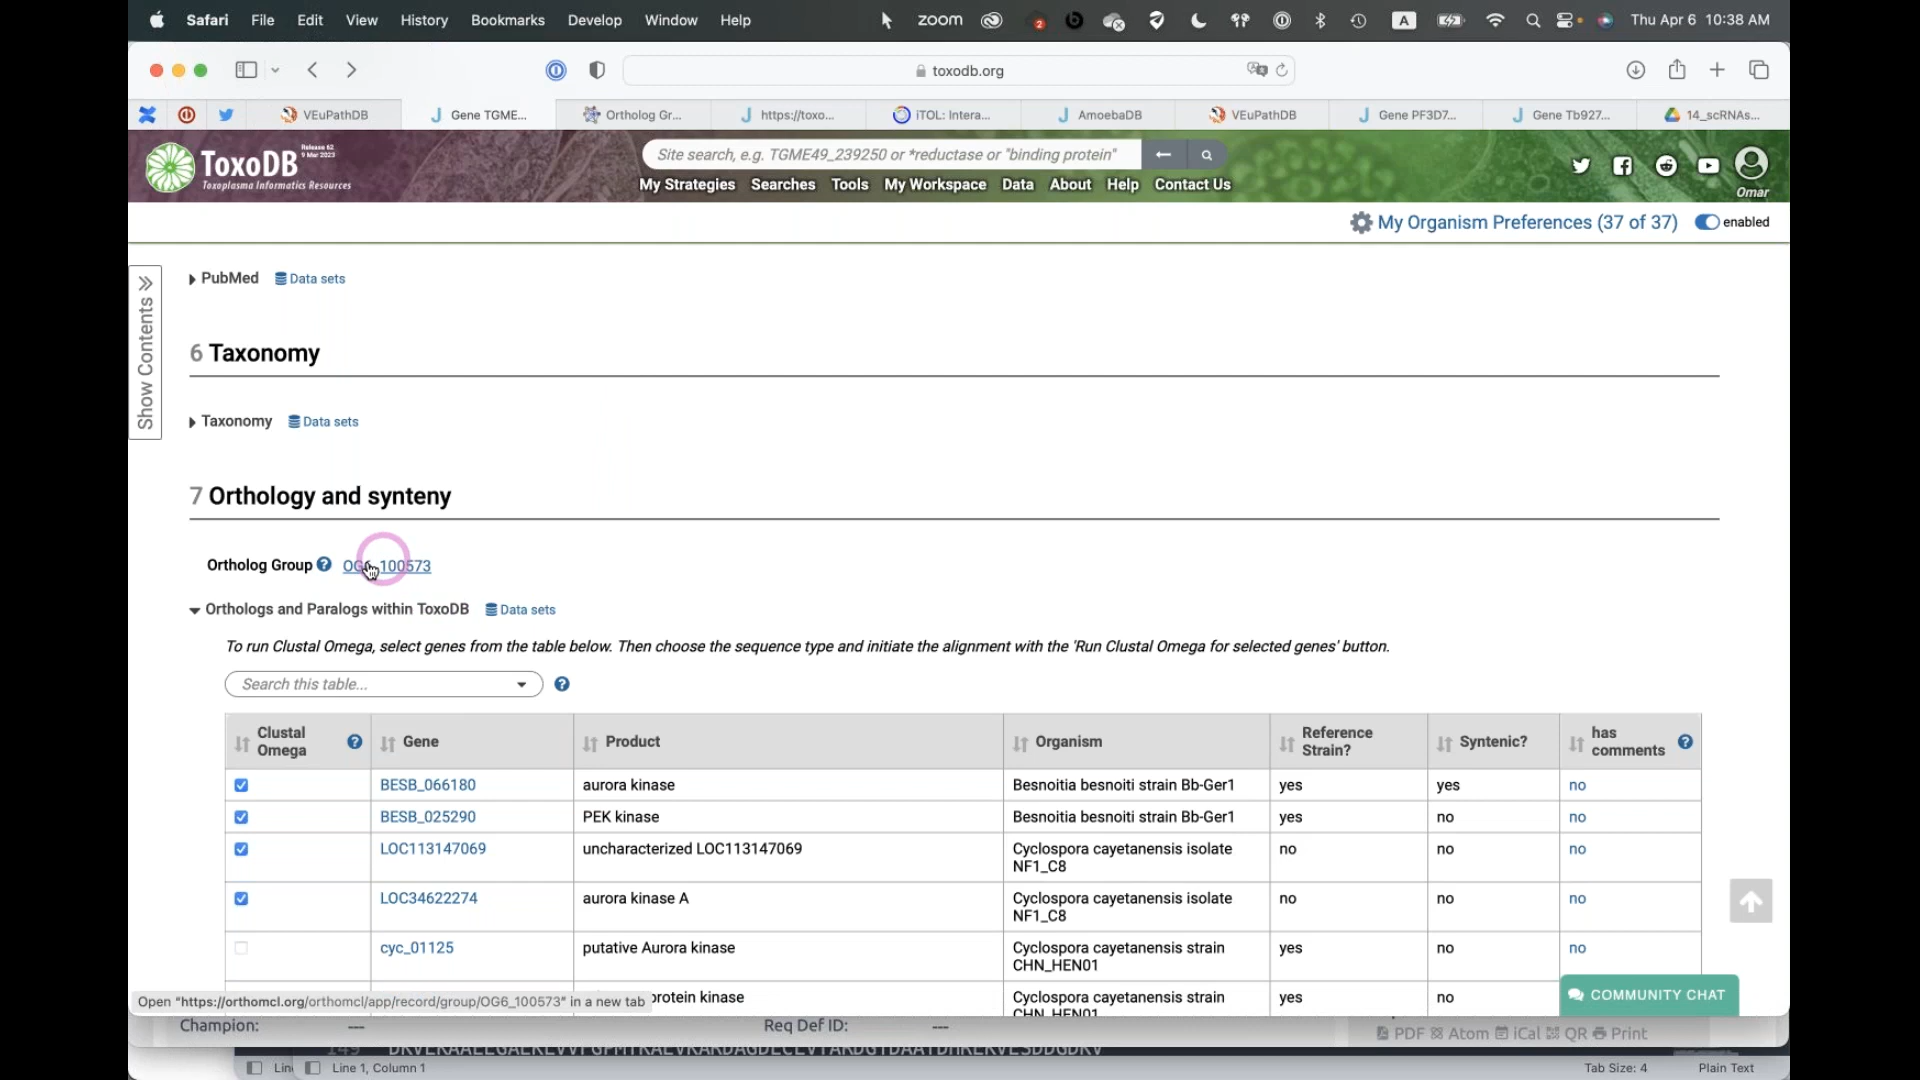 Safari File Edit View History Bookmarks Develop Window Help zoom 2 A Thu Apr 6 10:38 AM
toxodb.org
VEuPathDB Gene TGME... Ortholog Gr... https://toxo... iTOL: Intera... AmoebaDB VEuPathDB Gene PF3D7... Gene Tb927... 14_scRNAs...
ToxoDB Release 62 9 Mar 2023
Toxoplasma Informatics Resources
Site search, e.g. TGME49_239250 or *reductase or "binding protein"
My Strategies Searches Tools My Workspace Data About Help Contact Us
Omar
My Organism Preferences (37 of 37) enabled
Show Contents
PubMed Data sets
6 Taxonomy
Taxonomy Data sets
7 Orthology and synteny
Ortholog Group OG6_100573
Orthologs and Paralogs within ToxoDB Data sets
To run Clustal Omega, select genes from the table below. Then choose the sequence type and initiate the alignment with the 'Run Clustal Omega for selected genes' button.
Search this table...
Clustal Omega Gene Product Organism Reference Strain? Syntenic? has comments
BESB_066180 aurora kinase Besnoitia besnoiti strain Bb-Ger1 yes yes no
BESB_025290 PEK kinase Besnoitia besnoiti strain Bb-Ger1 yes no no
LOC113147069 uncharacterized LOC113147069 Cyclospora cayetanensis isolate NF1_C8 no no no
LOC34622274 aurora kinase A Cyclospora cayetanensis isolate NF1_C8 no no no
cyc_01125 putative Aurora kinase Cyclospora cayetanensis strain CHN_HEN01 yes no no
protein kinase Cyclospora cayetanensis strain CHN_HEN01 yes no
COMMUNITY CHAT
Open "https://orthomcl.org/orthomcl/app/record/group/OG6_100573" in a new tab
Champion: --- Req Def ID: ---
PDF Atom iCal QR Print
149
Line 1, Column 1 Tab Size: 4 Plain Text